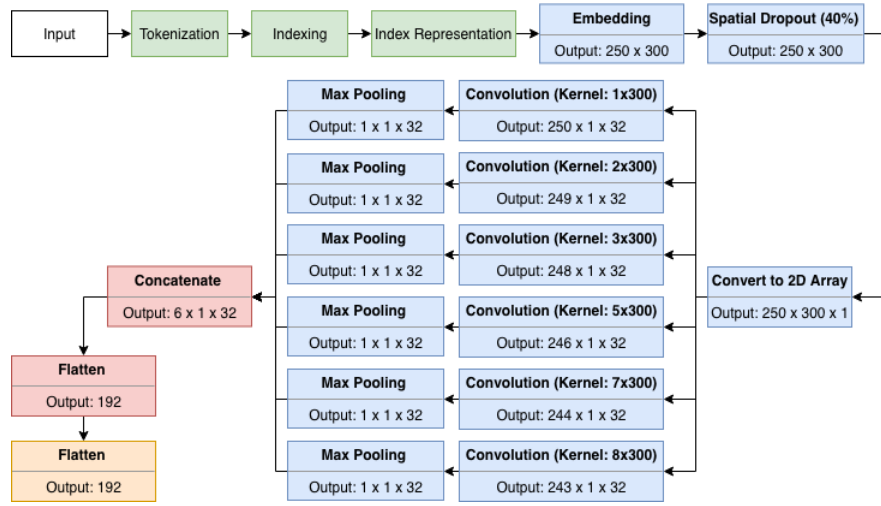 Input
Tokenization
Indexing
Index Representation
Embedding
Output: 250 x 300
Spatial Dropout (40%)
Output: 250 x 300
Max Pooling
Output: 1 x 1 x 32
Convolution (Kernel: 1x300)
Output: 250 x 1 x 32
Max Pooling
Output: 1 x 1 x 32
Convolution (Kernel: 2x300)
Output: 249 x 1 x 32
Max Pooling
Output: 1 x 1 x 32
Convolution (Kernel: 3x300)
Output: 248 x 1 x 32
Concatenate
Output: 6 x 1 x 32
Convert to 2D Array
Output: 250 x 300 x 1
Max Pooling
Output: 1 x 1 x 32
Convolution (Kernel: 5x300)
Output: 246 x 1 x 32
Flatten
Output: 192
Max Pooling
Output: 1 x 1 x 32
Convolution (Kernel: 7x300)
Output: 244 x 1 x 32
Flatten
Output: 192
Max Pooling
Output: 1 x 1 x 32
Convolution (Kernel: 8x300)
Output: 243 x 1 x 32